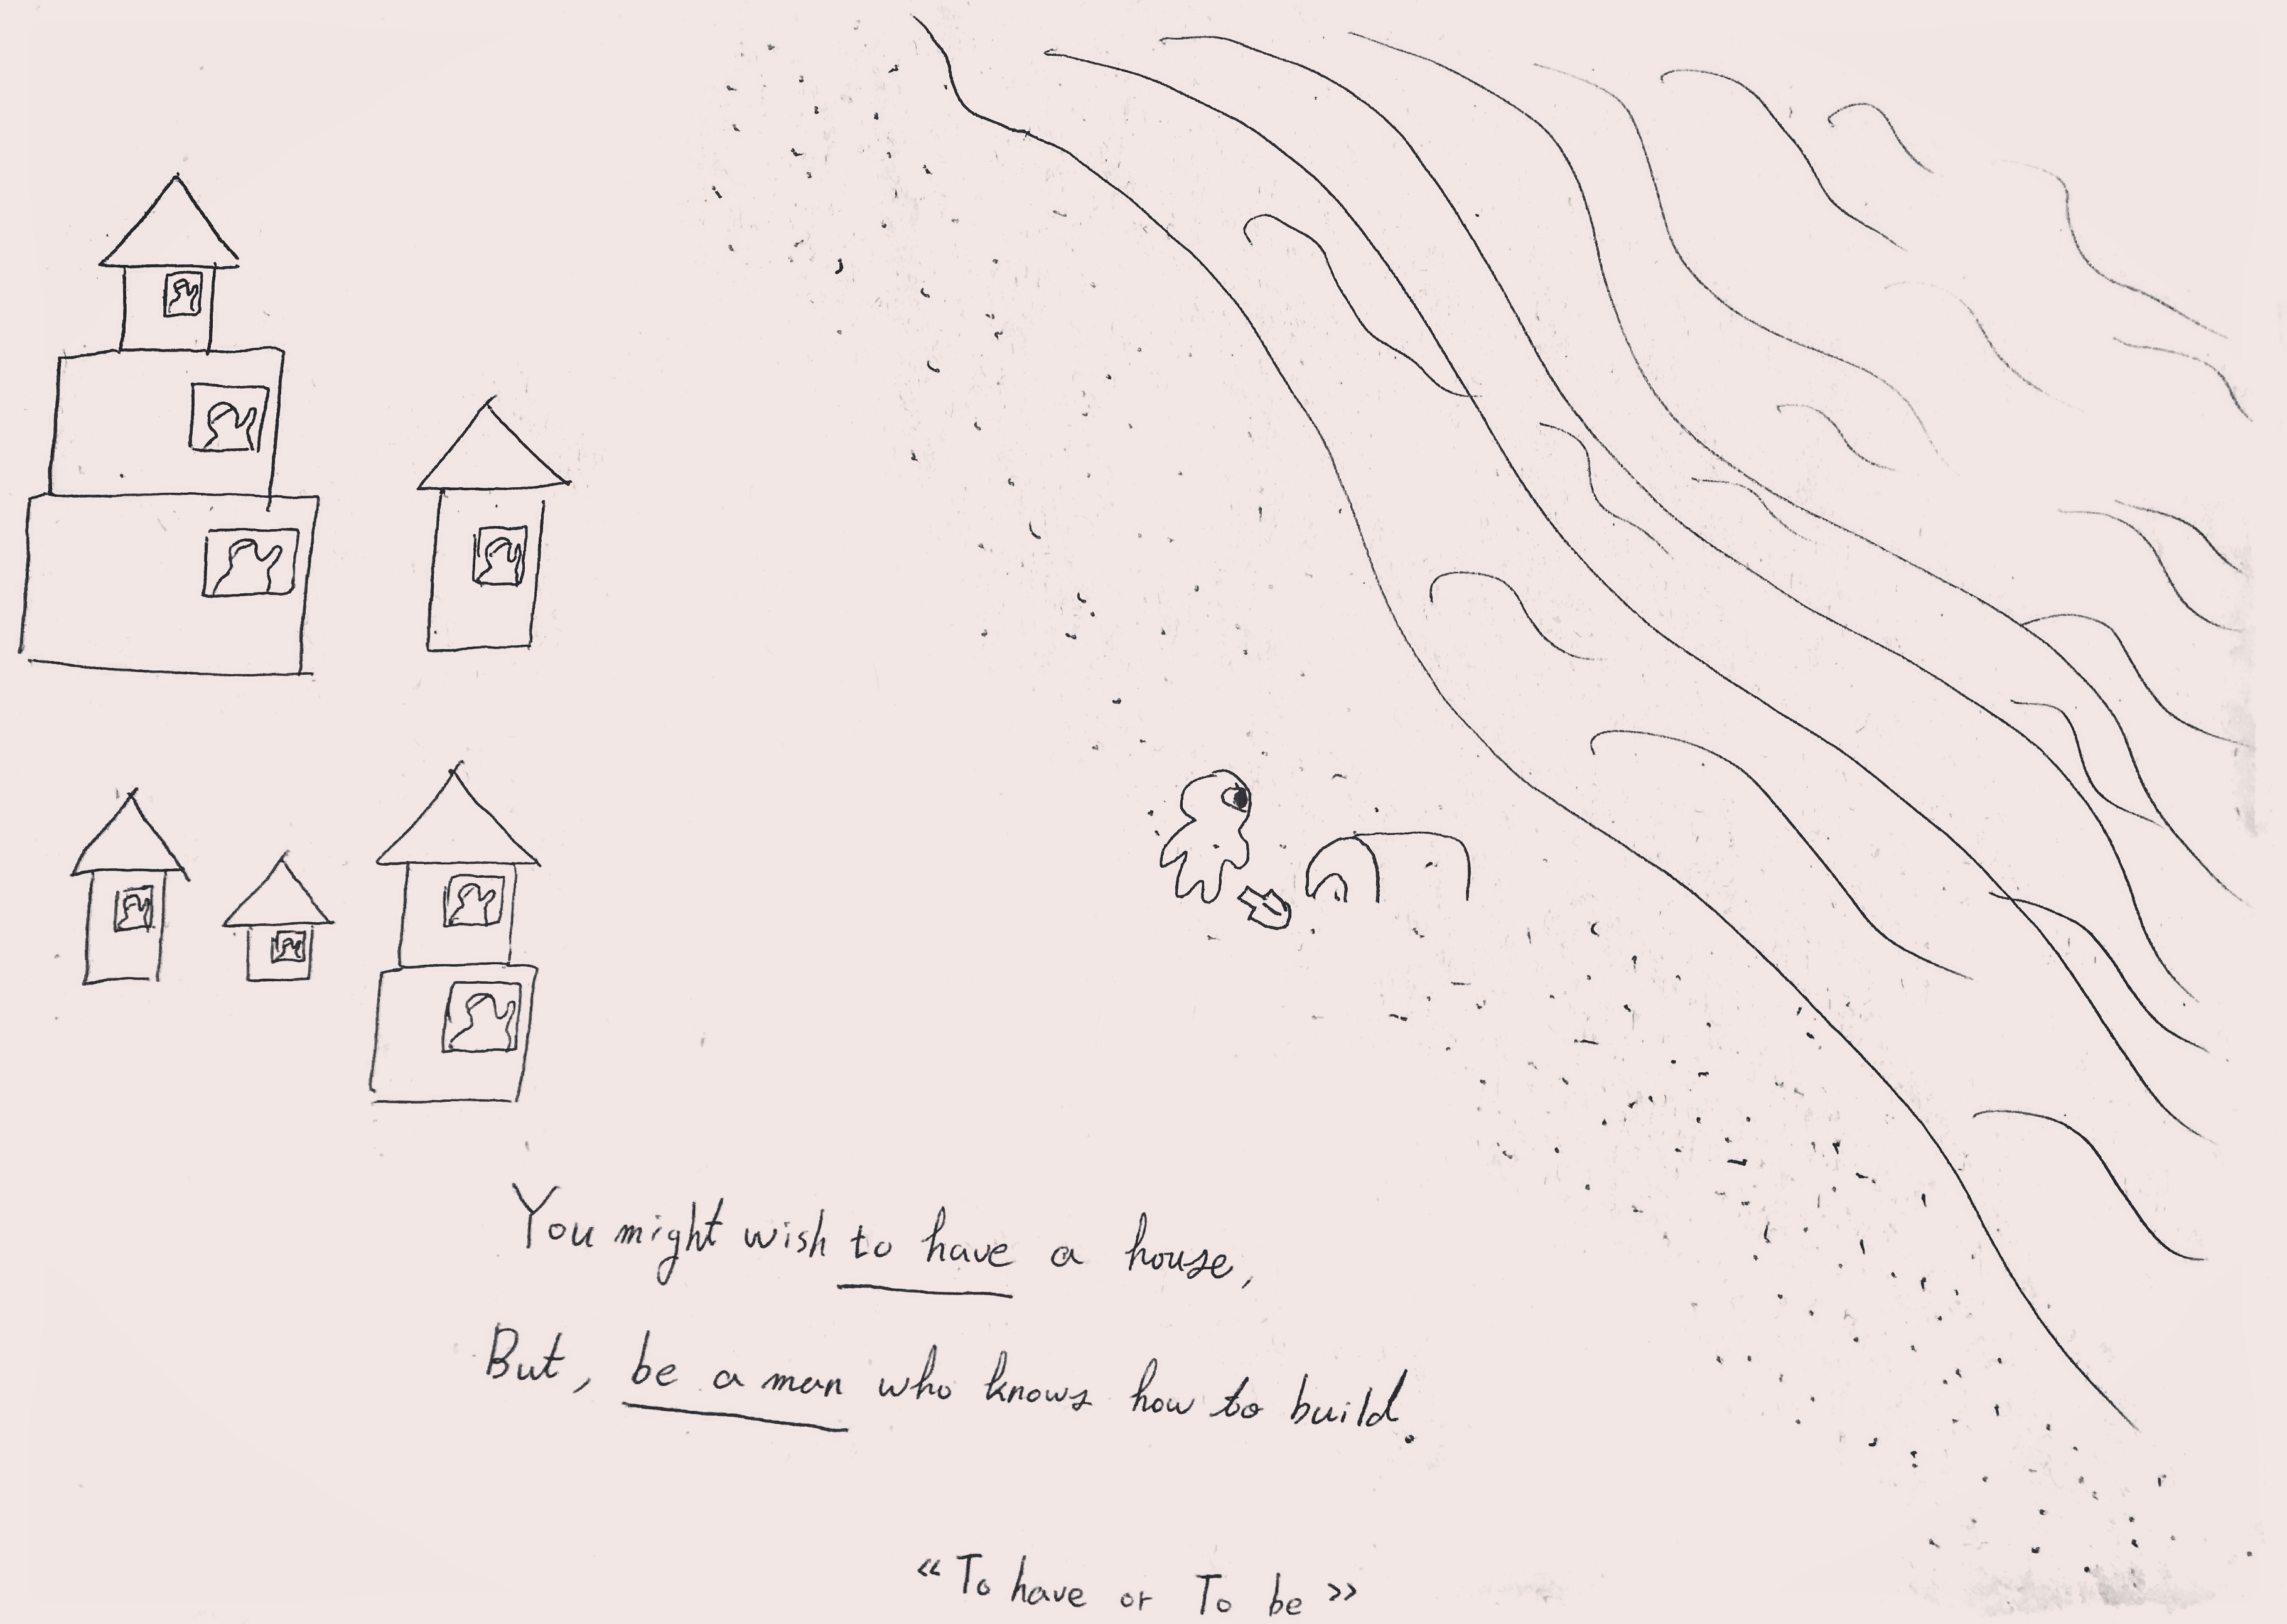 You might wish to have a house,
But, be a man who knows how to build.
«To have or To be»